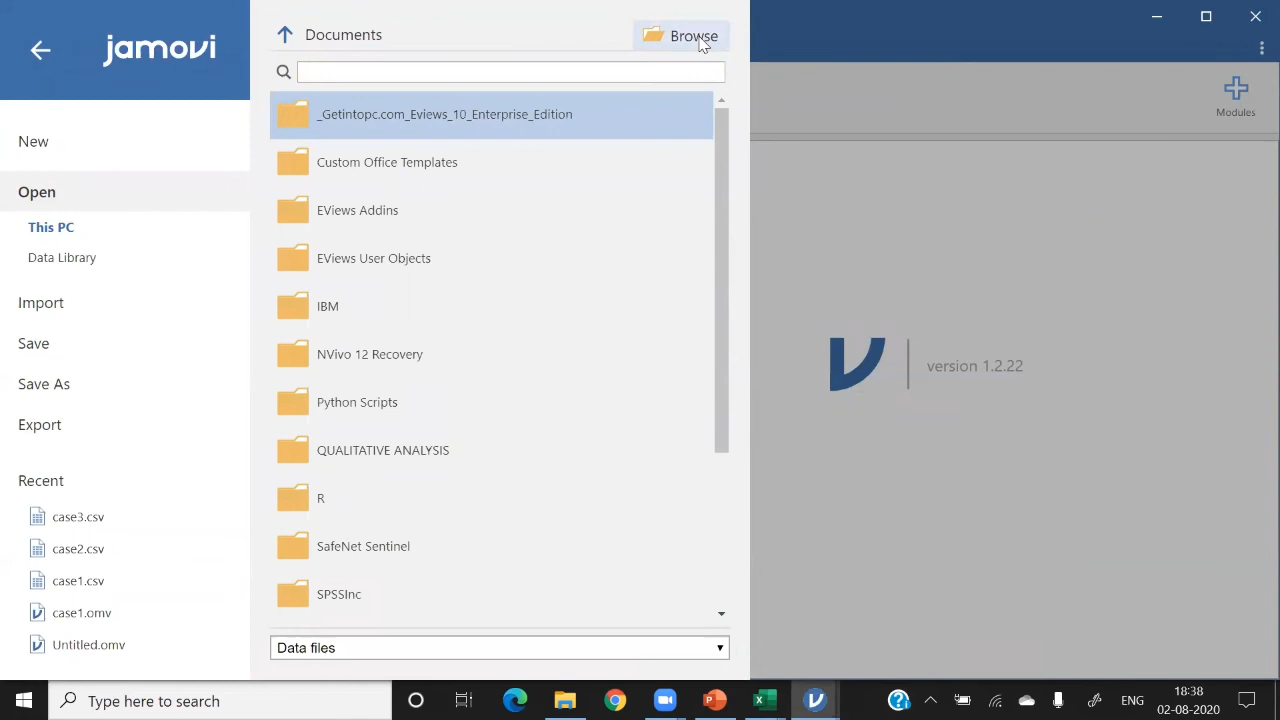 jamovi
New
Open
This PC
Data Library
Import
Save
Save As
Export
Recent
case3.csv
case2.csv
case1.csv
case1.omv
Untitled.omv
Documents
Browse
_Getintopc.com_Eviews_10_Enterprise_Edition
Custom Office Templates
EViews Addins
EViews User Objects
IBM
NVivo 12 Recovery
Python Scripts
QUALITATIVE ANALYSIS
R
SafeNet Sentinel
SPSSInc
Data files
Modules
version 1.2.22
Type here to search
ENG
18:38
02-08-2020